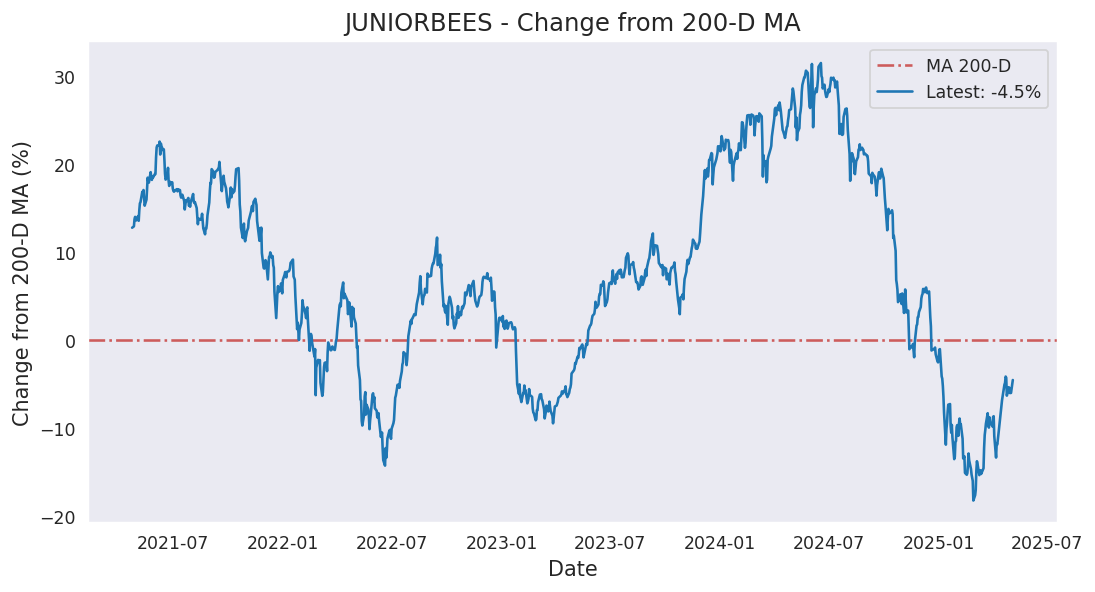 JUNIORBEES - Change from 200-D MA
MA 200-D
Latest: -4.5%
Change from 200-D MA (%)
30
20
10
0
−10
−20
2021-07 2022-01 2022-07 2023-01 2023-07 2024-01 2024-07 2025-01 2025-07
Date